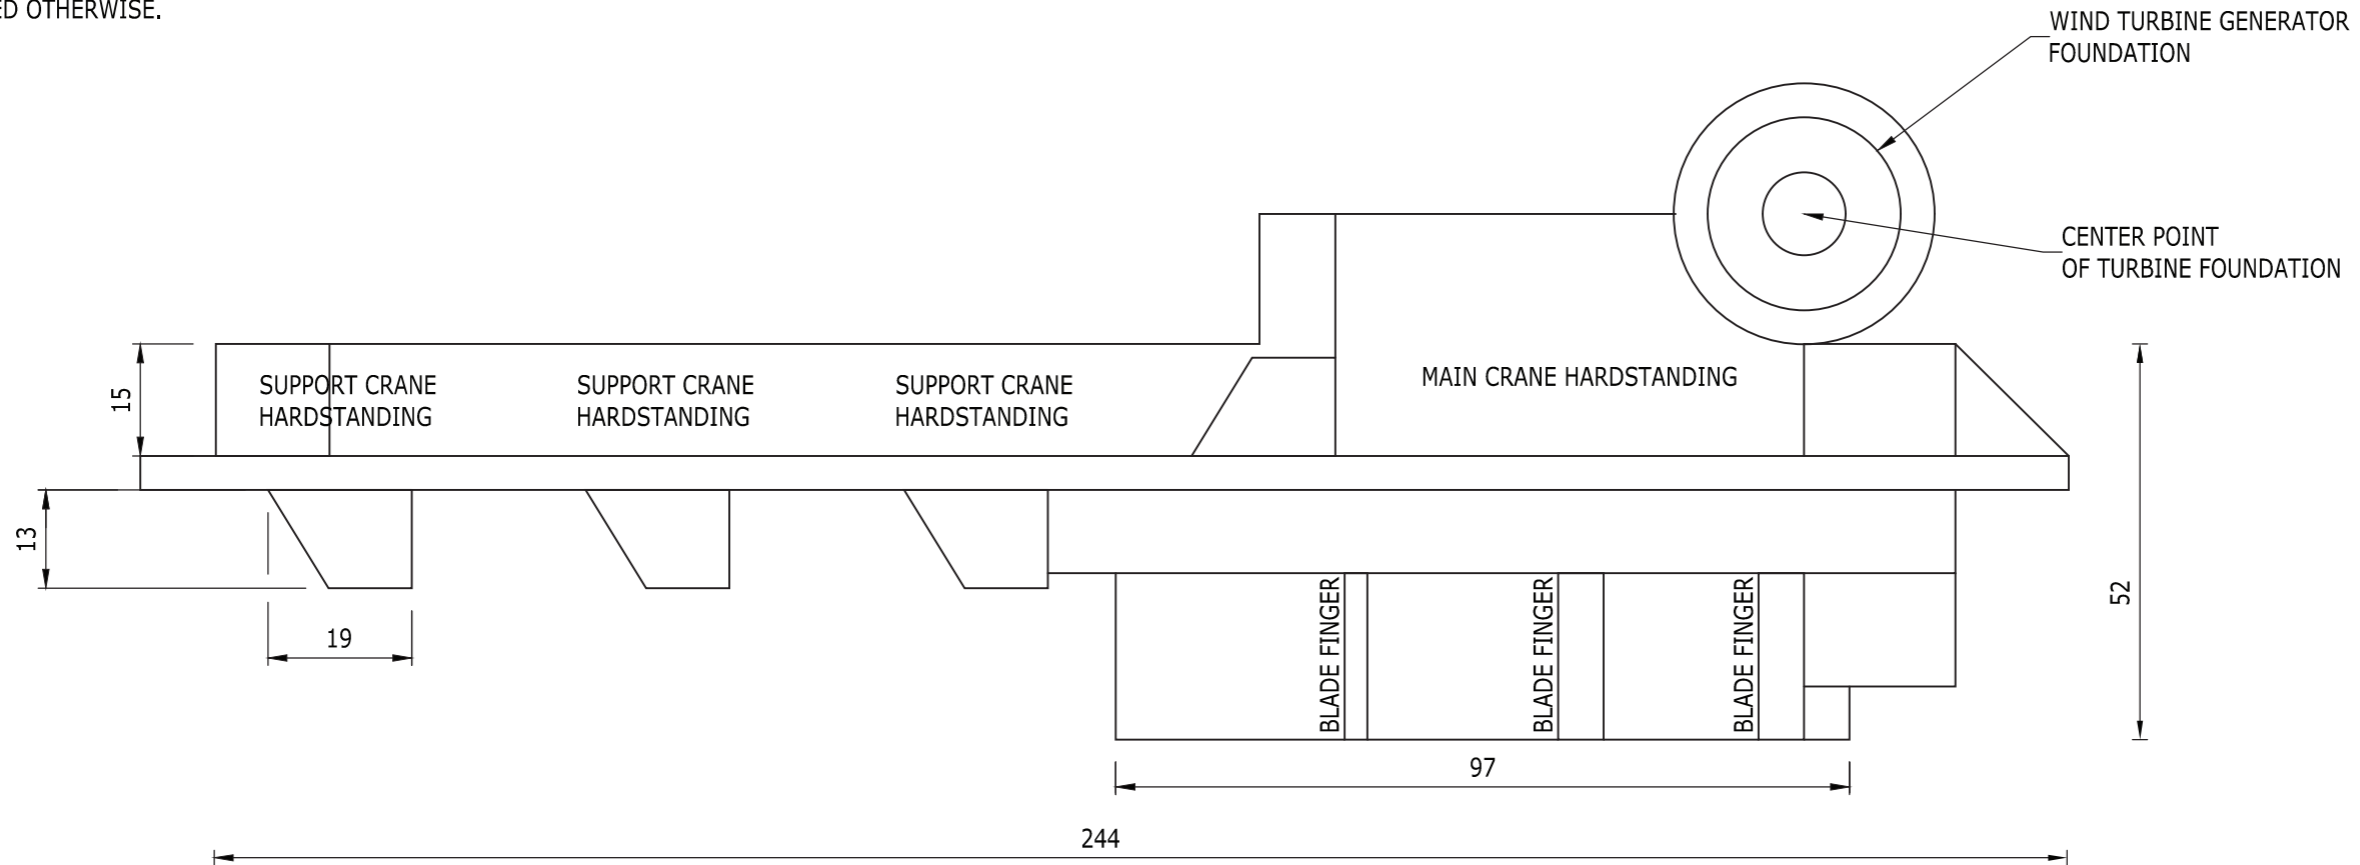 OTHERWISE.
WIND TURBINE GENERATOR
FOUNDATION
CENTER POINT
OF TURBINE FOUNDATION
SUPPORT CRANE
HARDSTANDING
SUPPORT CRANE
HARDSTANDING
SUPPORT CRANE
HARDSTANDING
MAIN CRANE HARDSTANDING
15
13
19
BLADE FINGER
BLADE FINGER
BLADE FINGER
52
97
244